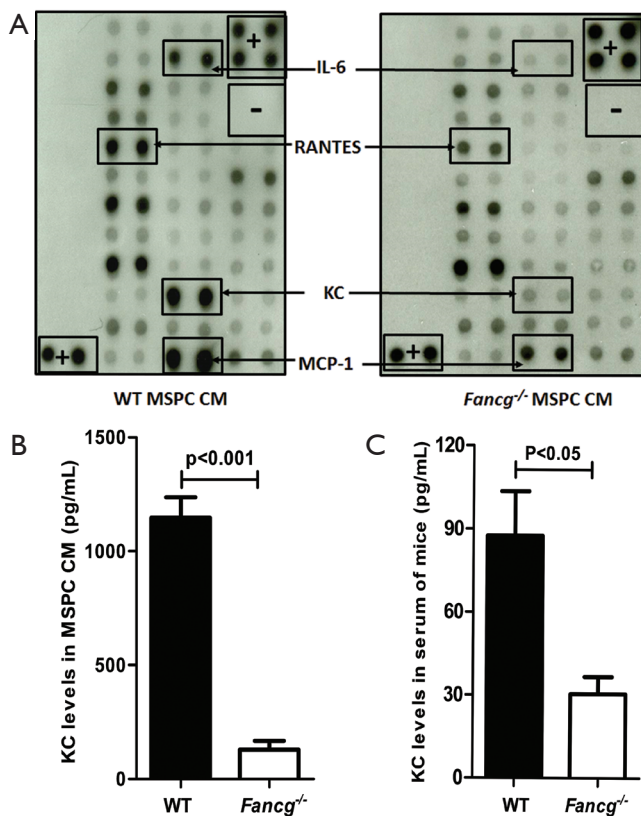 A
+
IL-6
+
-
RANTES
KC
+
MCP-1
+
WT MSPC CM
Fancg-/- MSPC CM
B
C
KC levels in MSPC CM (pg/mL)
1500
1000
500
0
p<0.001
WT
Fancg-/-
KC levels in serum of mice (pg/mL)
120
90
60
30
0
P<0.05
WT
Fancg-/-